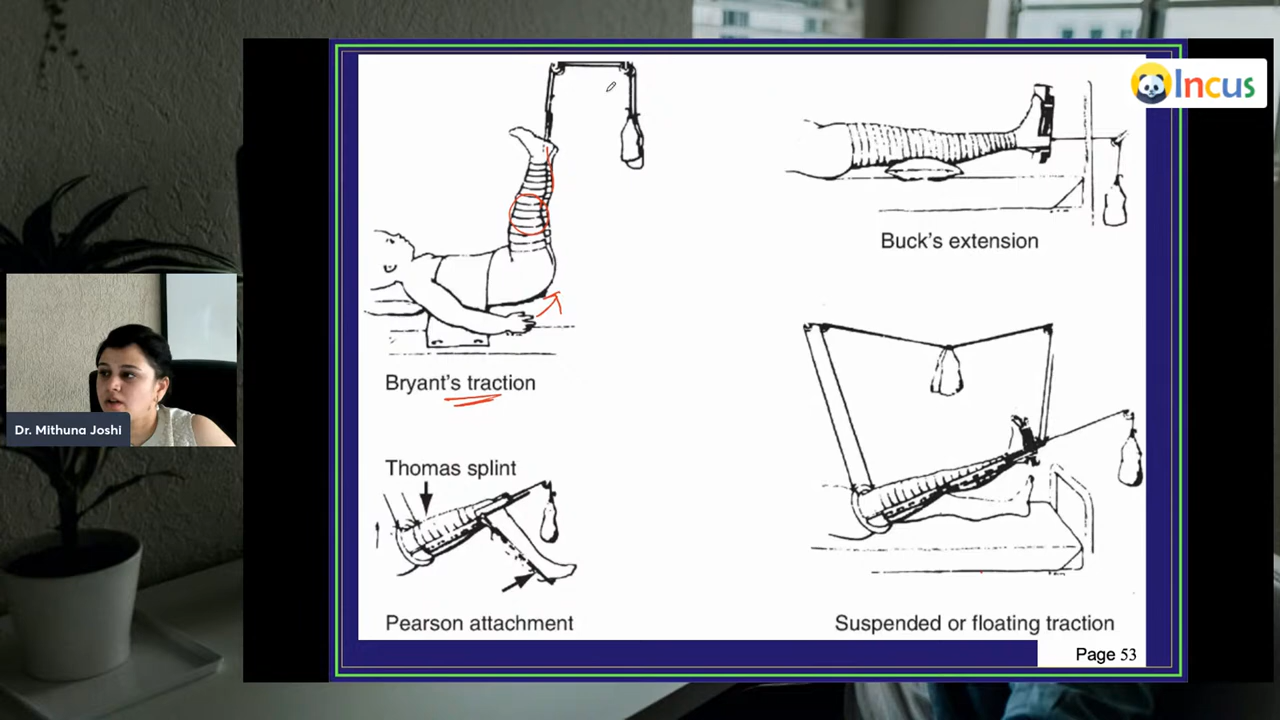 Incus
Buck's extension
Bryant's traction
Dr. Mithuna Joshi
Thomas splint
Pearson attachment
Suspended or floating traction
Page 53